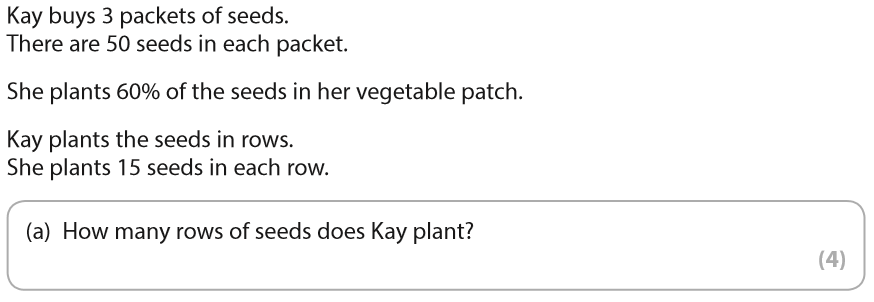 Kay buys 3 packets of seeds.
There are 50 seeds in each packet.
She plants 60% of the seeds in her vegetable patch.
Kay plants the seeds in rows.
She plants 15 seeds in each row.
(a) How many rows of seeds does Kay plant?
(4)